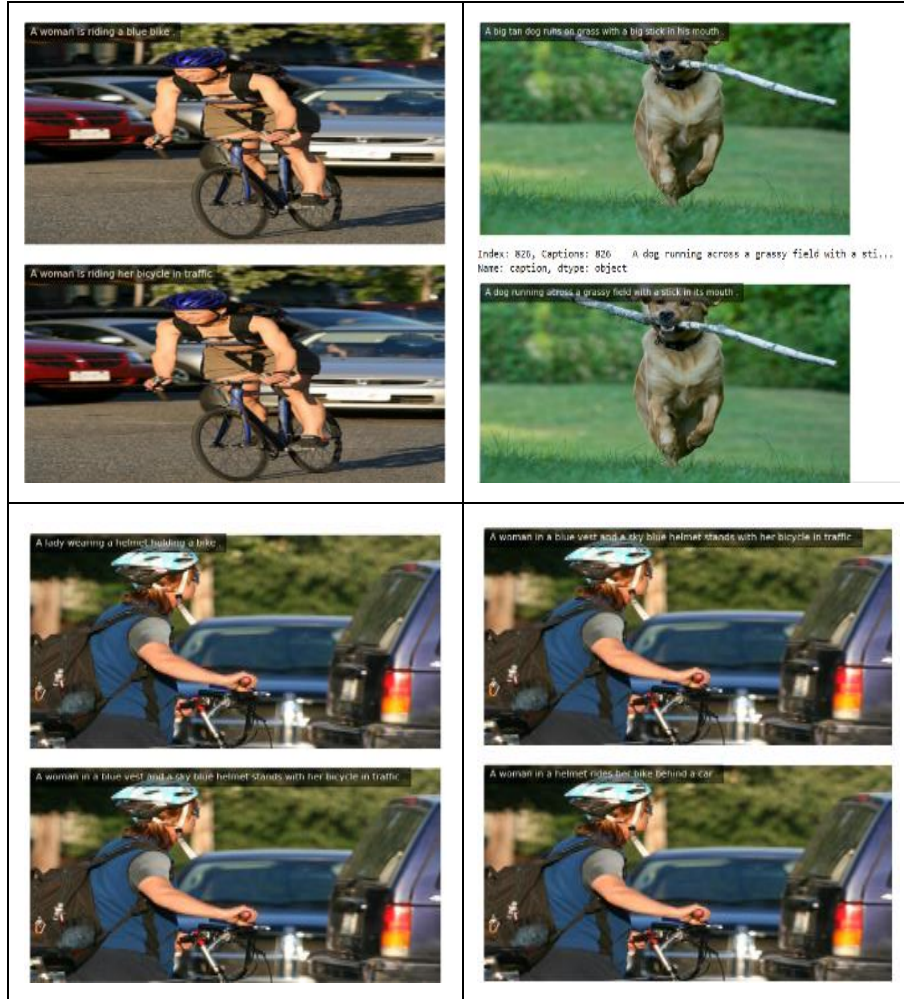 A woman is riding a blue bike .
A woman is riding her bicycle in traffic
A big tan dog runs on grass with a big stick in his mouth .
Index: 826, Captions: 826 A dog running across a grassy field with a sti...
Name: caption, dtype: object
A dog running across a grassy field with a stick in its mouth .
A lady wearing a helmet holding a bike .
A woman in a blue vest and a sky blue helmet stands with her bicycle in traffic
A woman in a blue vest and a sky blue helmet stands with her bicycle in traffic
A woman in a helmet rides her bike behind a car .